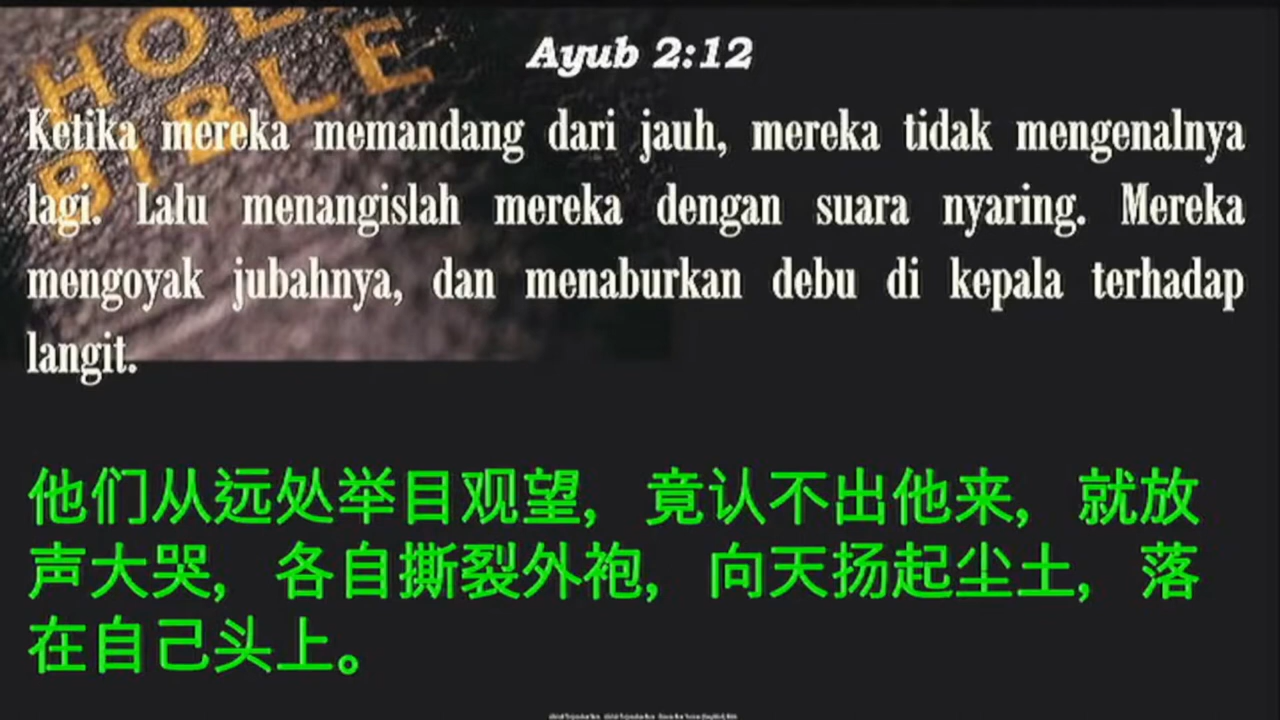 HOLY
BIBLE
Ayub 2:12
Ketika mereka memandang dari jauh, mereka tidak mengenalnya
lagi. Lalu menangislah mereka dengan suara nyaring. Mereka
mengoyak jubahnya, dan menaburkan debu di kepala terhadap
langit.
他们从远处举目观望，竟认不出他来，就放
声大哭，各自撕裂外袍，向天扬起尘土，落
在自己头上。